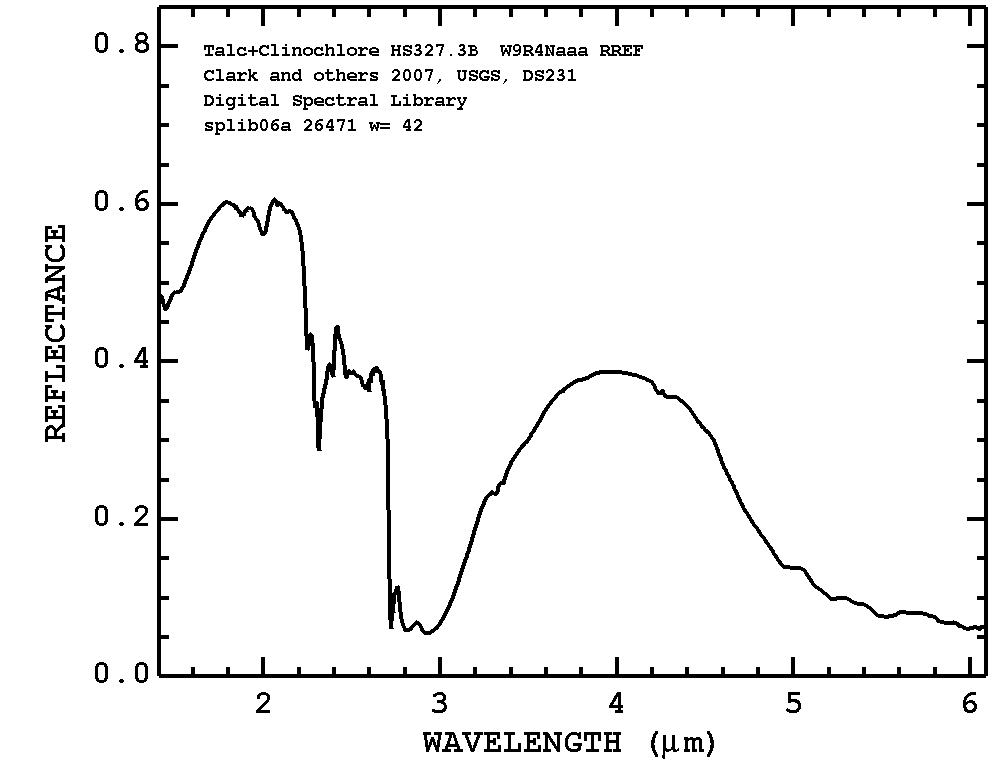 Talc+Clinochlore HS327.3B W9R4Naaa RREF
Clark and others 2007, USGS, DS231
Digital Spectral Library
splib06a 26471 w= 42
REFLECTANCE
0.8
0.6
0.4
0.2
0.0
2 3 4 5 6
WAVELENGTH (μm)